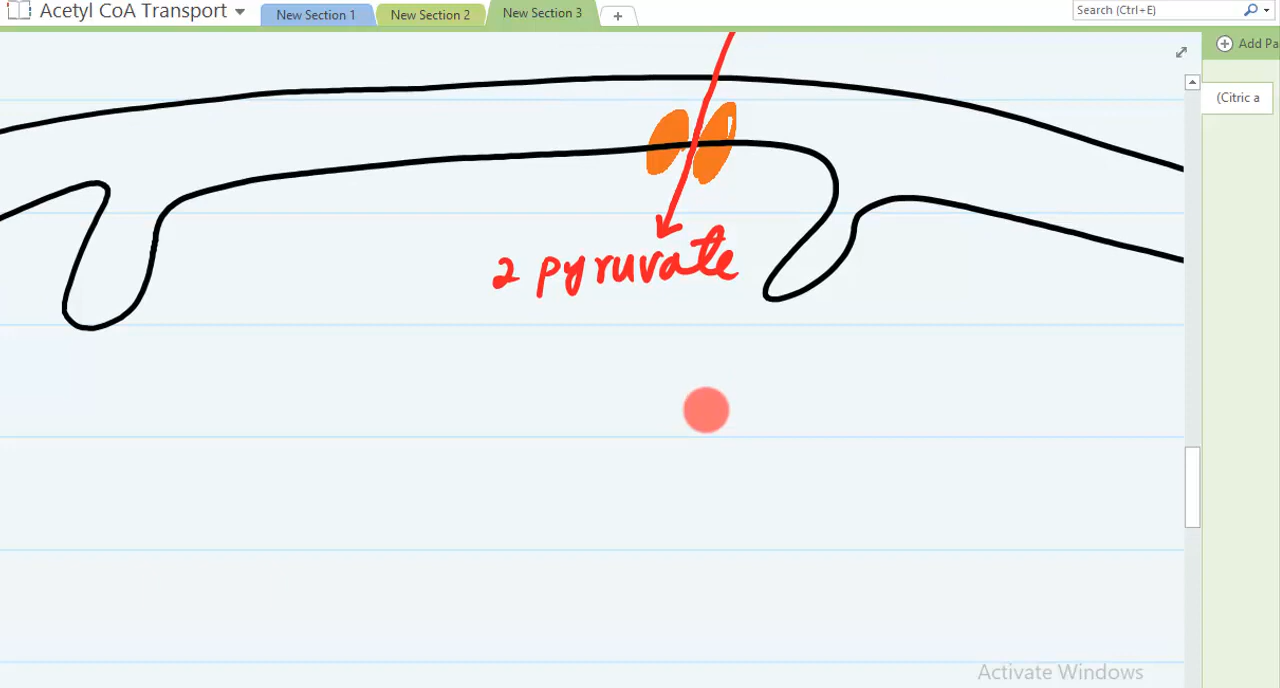 Acetyl CoA Transport
New Section 1
New Section 2
New Section 3
Search (Ctrl+E)
Add Pa
(Citric a
2 pyruvate
Activate Windows